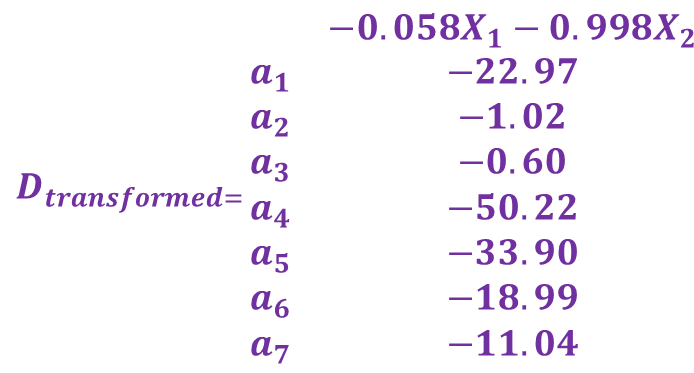 −0.058X₁ − 0.998X₂
a₁ −22.97
a₂ −1.02
a₃ −0.60
D transformed=
a₄ −50.22
a₅ −33.90
a₆ −18.99
a₇ −11.04